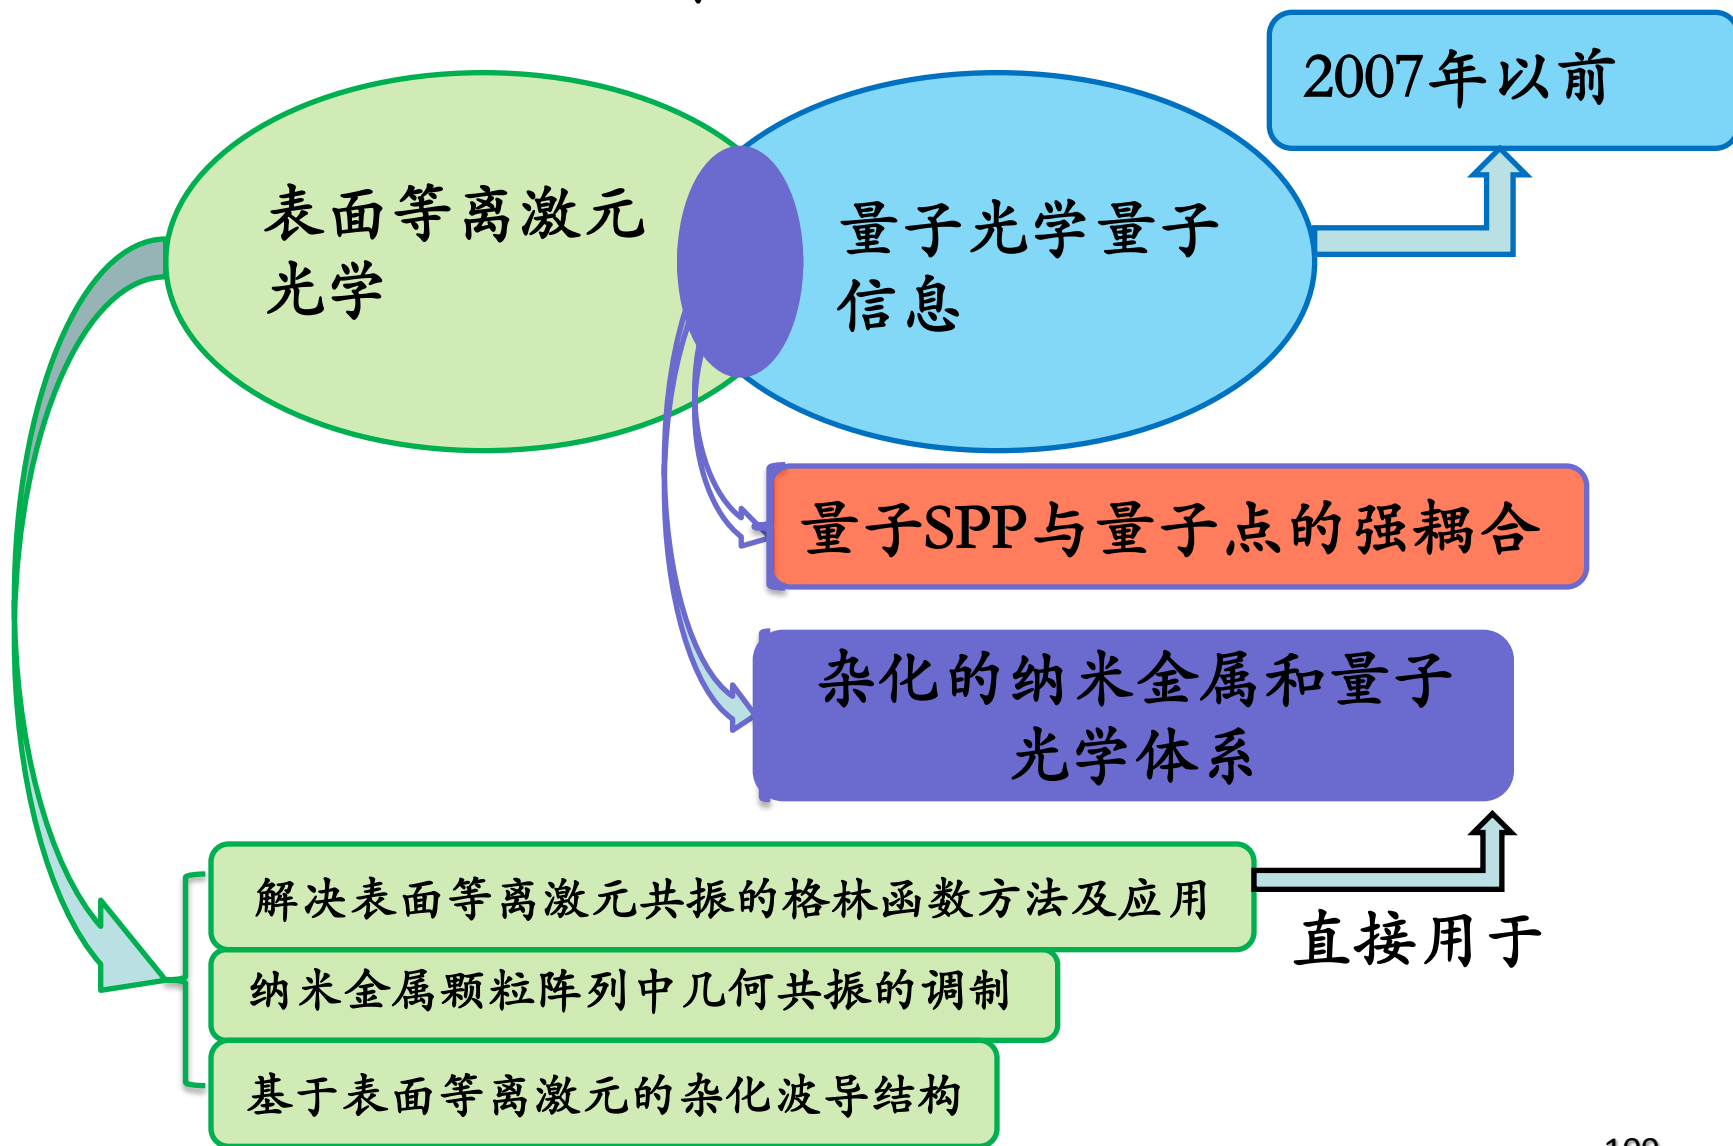 2007年以前
表面等离激元
光学
量子光学量子
信息
量子SPP与量子点的强耦合
杂化的纳米金属和量子
光学体系
解决表面等离激元共振的格林函数方法及应用
直接用于
纳米金属颗粒阵列中几何共振的调制
基于表面等离激元的杂化波导结构